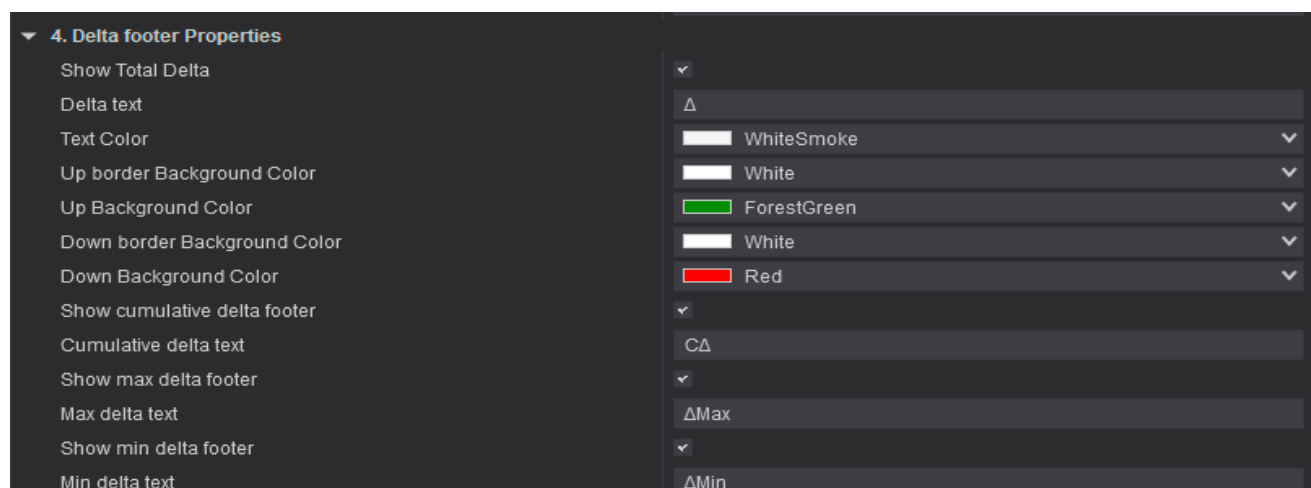 4. Delta footer Properties
Show Total Delta
Delta text Δ
Text Color WhiteSmoke
Up border Background Color White
Up Background Color ForestGreen
Down border Background Color White
Down Background Color Red
Show cumulative delta footer
Cumulative delta text CΔ
Show max delta footer
Max delta text ΔMax
Show min delta footer
Min delta text ΔMin